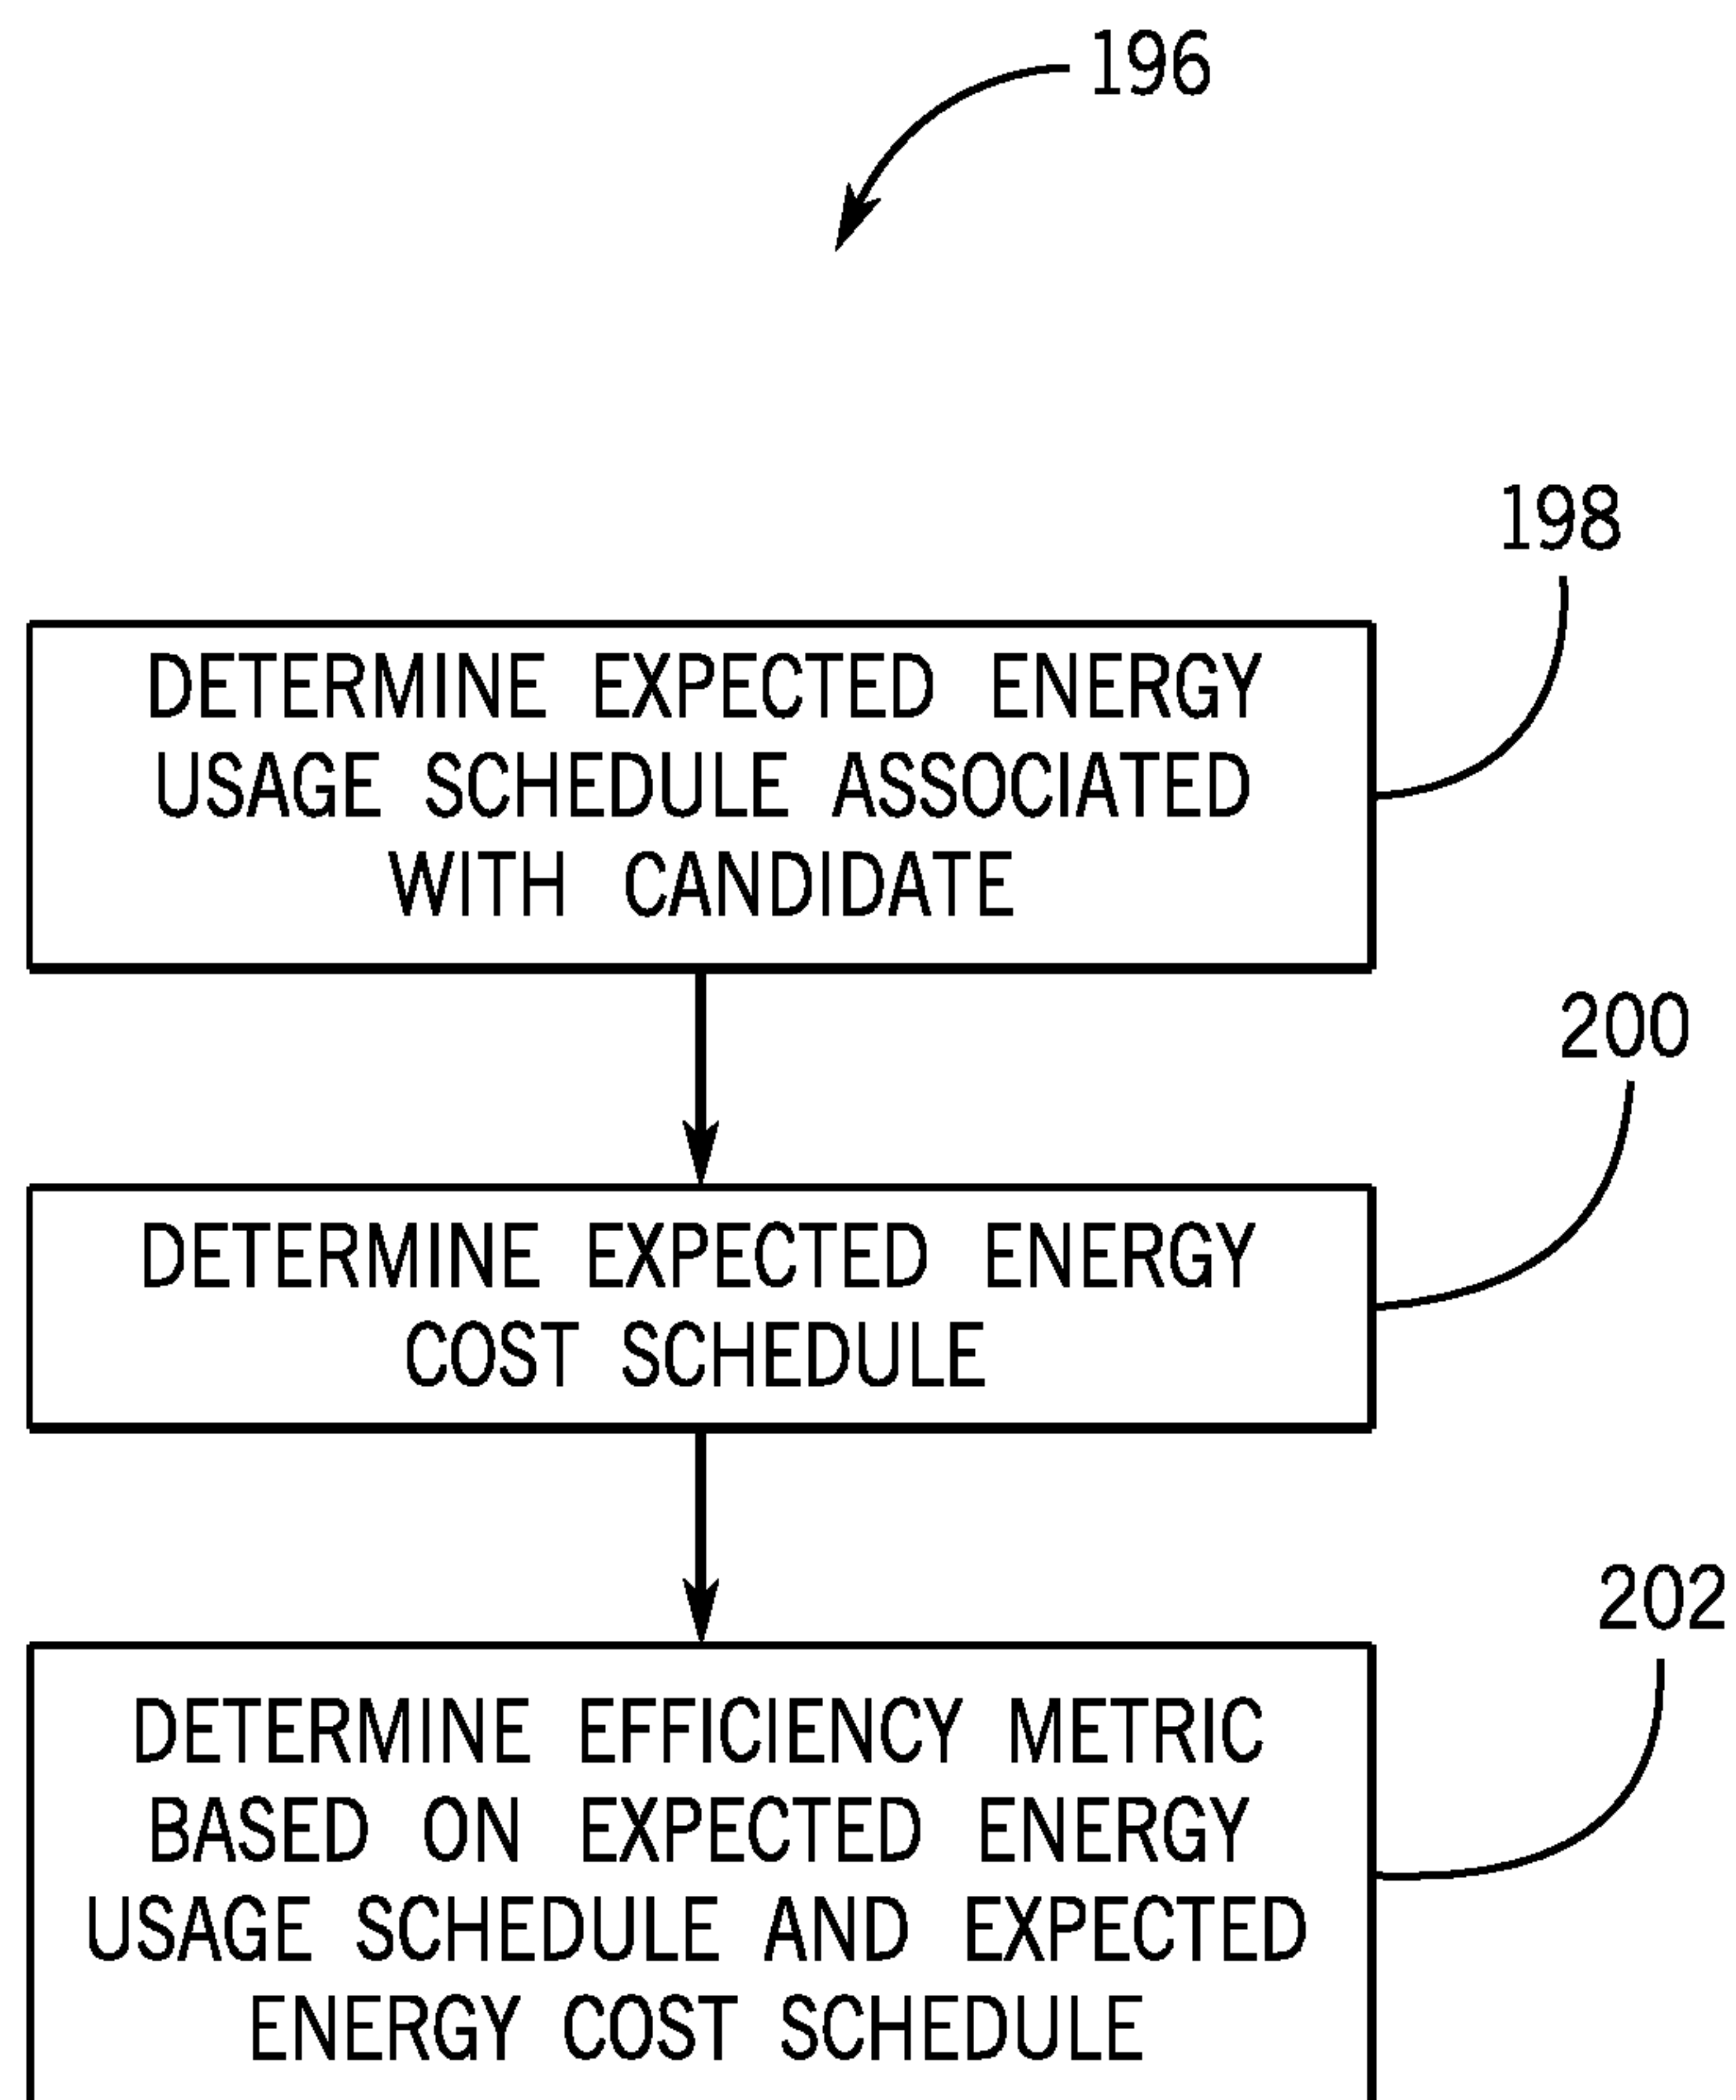 196
198
DETERMINE EXPECTED ENERGY
USAGE SCHEDULE ASSOCIATED
WITH CANDIDATE
200
DETERMINE EXPECTED ENERGY
COST SCHEDULE
202
DETERMINE EFFICIENCY METRIC
BASED ON EXPECTED ENERGY
USAGE SCHEDULE AND EXPECTED
ENERGY COST SCHEDULE